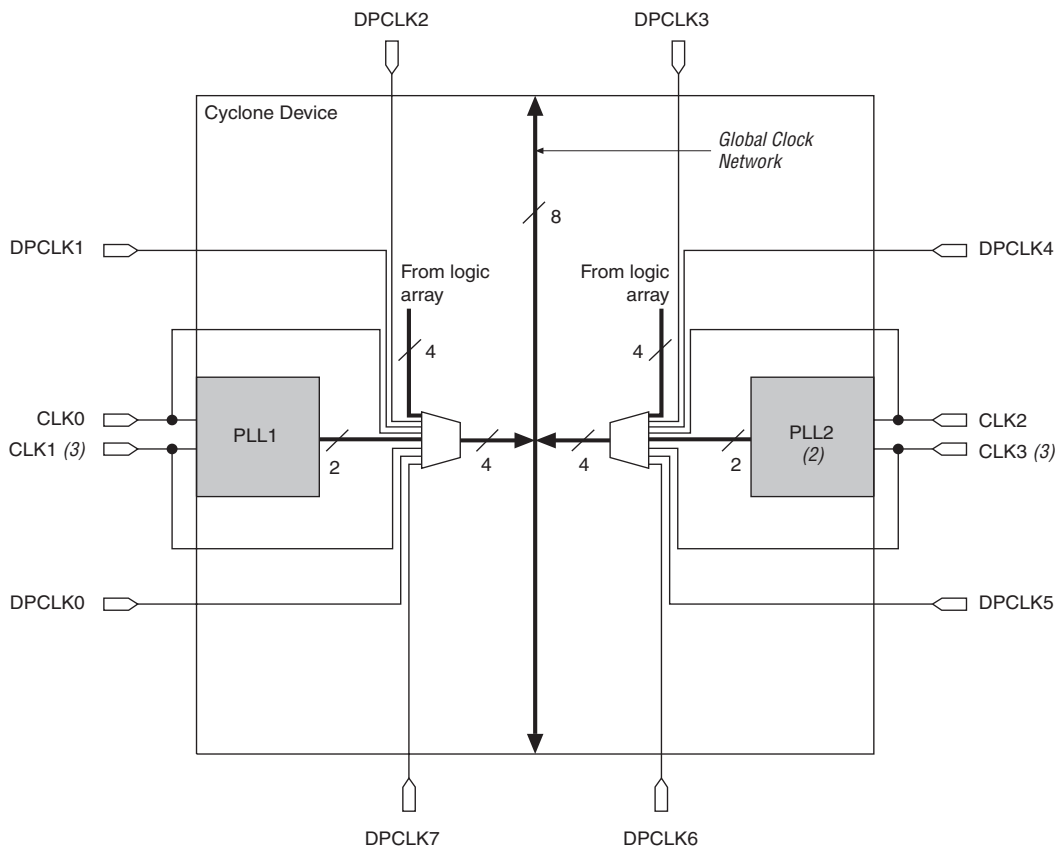 DPCLK2
DPCLK3
Cyclone Device
Global Clock
Network
8
DPCLK1
DPCLK4
From logic
array
From logic
array
4
4
CLK0
CLK1 (3)
PLL1
2
4
4
2
PLL2
(2)
CLK2
CLK3 (3)
DPCLK0
DPCLK5
DPCLK7
DPCLK6